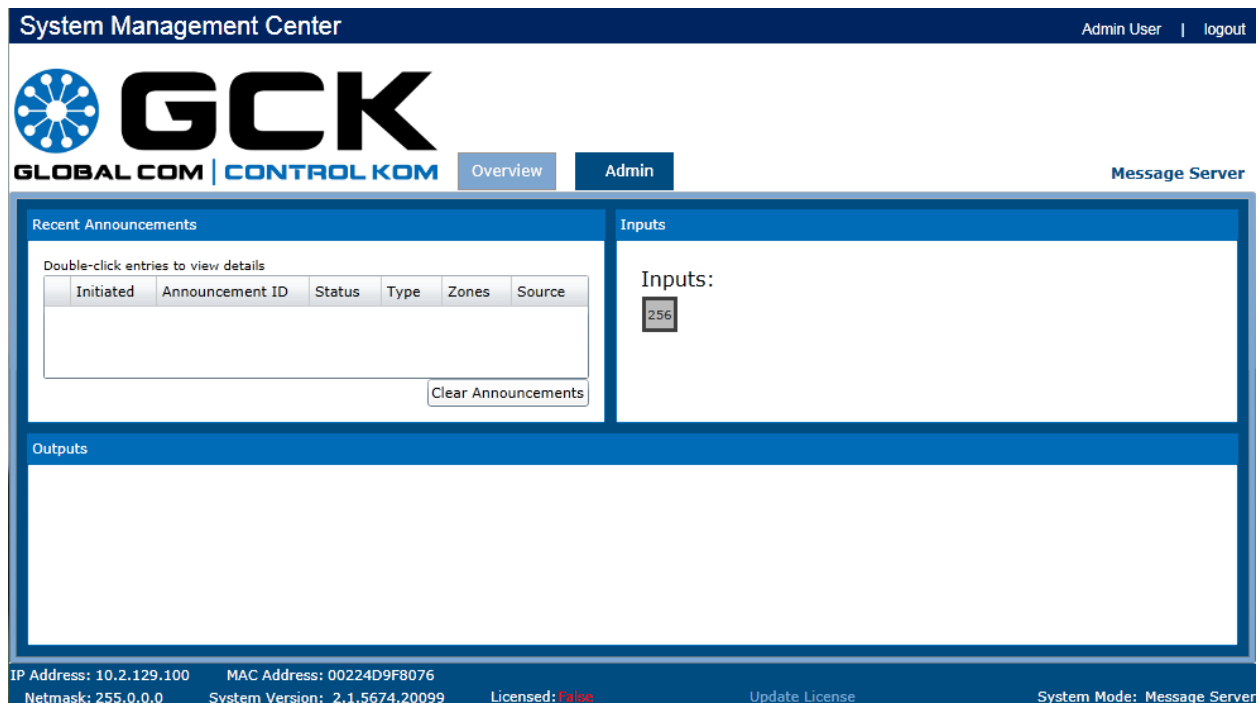 System Management Center
Admin User | logout
GCK
GLOBAL COM | CONTROL KOM
Overview
Admin
Message Server
Recent Announcements
Double-click entries to view details
Initiated Announcement ID Status Type Zones Source
Clear Announcements
Inputs
Inputs:
256
Outputs
IP Address: 10.2.129.100 MAC Address: 00224D9F8076
Netmask: 255.0.0.0 System Version: 2.1.5674.20099 Licensed: False Update License System Mode: Message Server